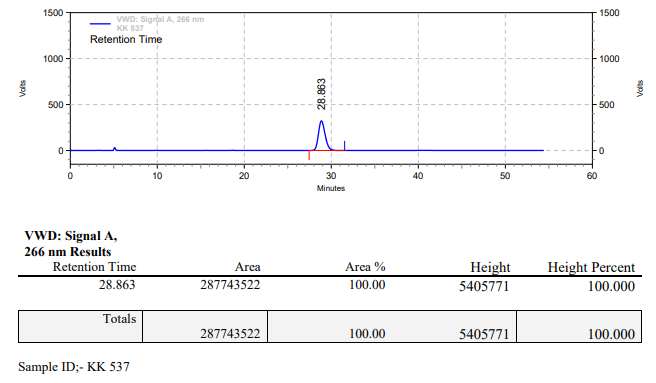 VWD: Signal A, 266 nm
KK 537
Retention Time
1500
1000
500
0
Volts
28.863
1500
1000
500
0
Volts
0 10 20 30 40 50 60
Minutes
VWD: Signal A,
266 nm Results
Retention Time Area Area % Height Height Percent
28.863 287743522 100.00 5405771 100.000
Totals
287743522 100.00 5405771 100.000
Sample ID;- KK 537